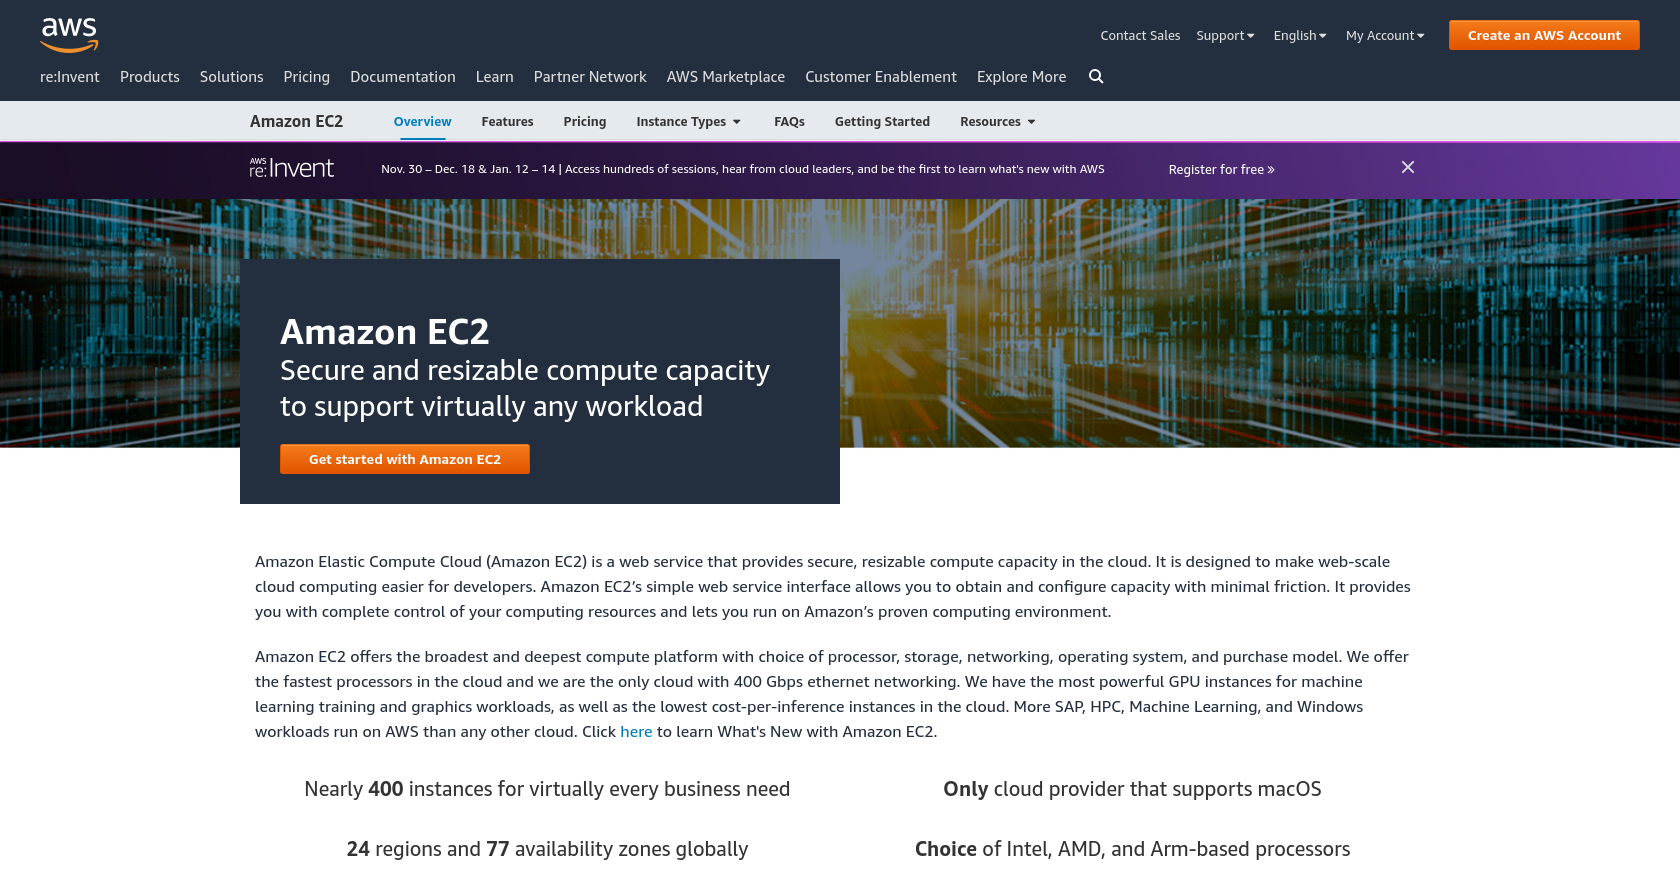 aws
Contact Sales Support English My Account Create an AWS Account
re:Invent Products Solutions Pricing Documentation Learn Partner Network AWS Marketplace Customer Enablement Explore More
Amazon EC2 Overview Features Pricing Instance Types FAQs Getting Started Resources
AWS
re:Invent Nov. 30 – Dec. 18 & Jan. 12 – 14 | Access hundreds of sessions, hear from cloud leaders, and be the first to learn what's new with AWS Register for free »
Amazon EC2
Secure and resizable compute capacity
to support virtually any workload
Get started with Amazon EC2
Amazon Elastic Compute Cloud (Amazon EC2) is a web service that provides secure, resizable compute capacity in the cloud. It is designed to make web-scale
cloud computing easier for developers. Amazon EC2’s simple web service interface allows you to obtain and configure capacity with minimal friction. It provides
you with complete control of your computing resources and lets you run on Amazon’s proven computing environment.
Amazon EC2 offers the broadest and deepest compute platform with choice of processor, storage, networking, operating system, and purchase model. We offer
the fastest processors in the cloud and we are the only cloud with 400 Gbps ethernet networking. We have the most powerful GPU instances for machine
learning training and graphics workloads, as well as the lowest cost-per-inference instances in the cloud. More SAP, HPC, Machine Learning, and Windows
workloads run on AWS than any other cloud. Click here to learn What's New with Amazon EC2.
Nearly 400 instances for virtually every business need
Only cloud provider that supports macOS
24 regions and 77 availability zones globally
Choice of Intel, AMD, and Arm-based processors